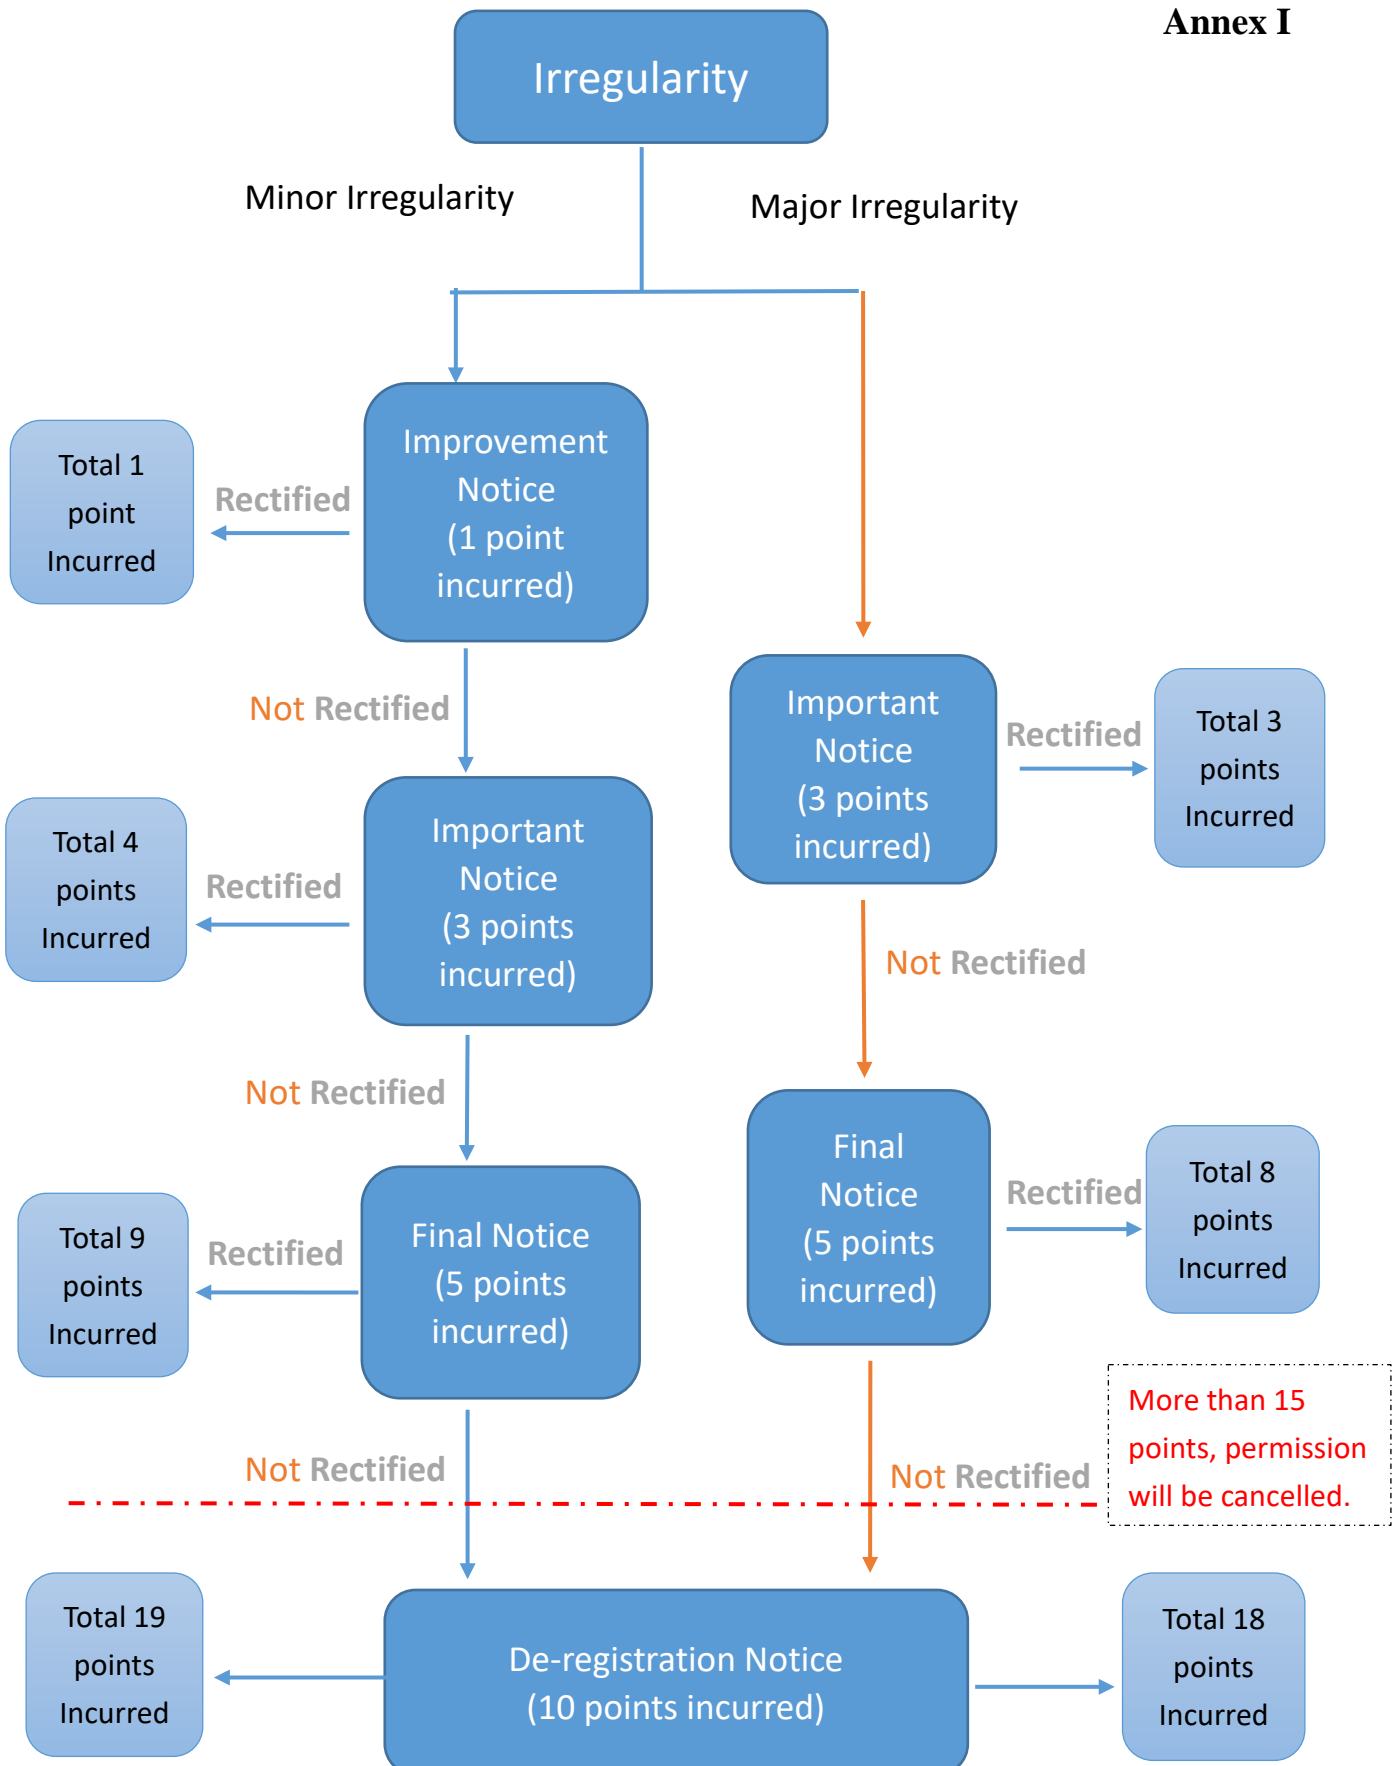 Annex I
Irregularity
Minor Irregularity
Major Irregularity
Improvement
Notice
(1 point
incurred)
Rectified
Total 1
point
Incurred
Not Rectified
Important
Notice
(3 points
incurred)
Rectified
Total 3
points
Incurred
Important
Notice
(3 points
incurred)
Rectified
Total 4
points
Incurred
Not Rectified
Not Rectified
Final
Notice
(5 points
incurred)
Rectified
Total 8
points
Incurred
Final Notice
(5 points
incurred)
Rectified
Total 9
points
Incurred
More than 15
points, permission
will be cancelled.
Not Rectified
Not Rectified
De-registration Notice
(10 points incurred)
Total 19
points
Incurred
Total 18
points
Incurred